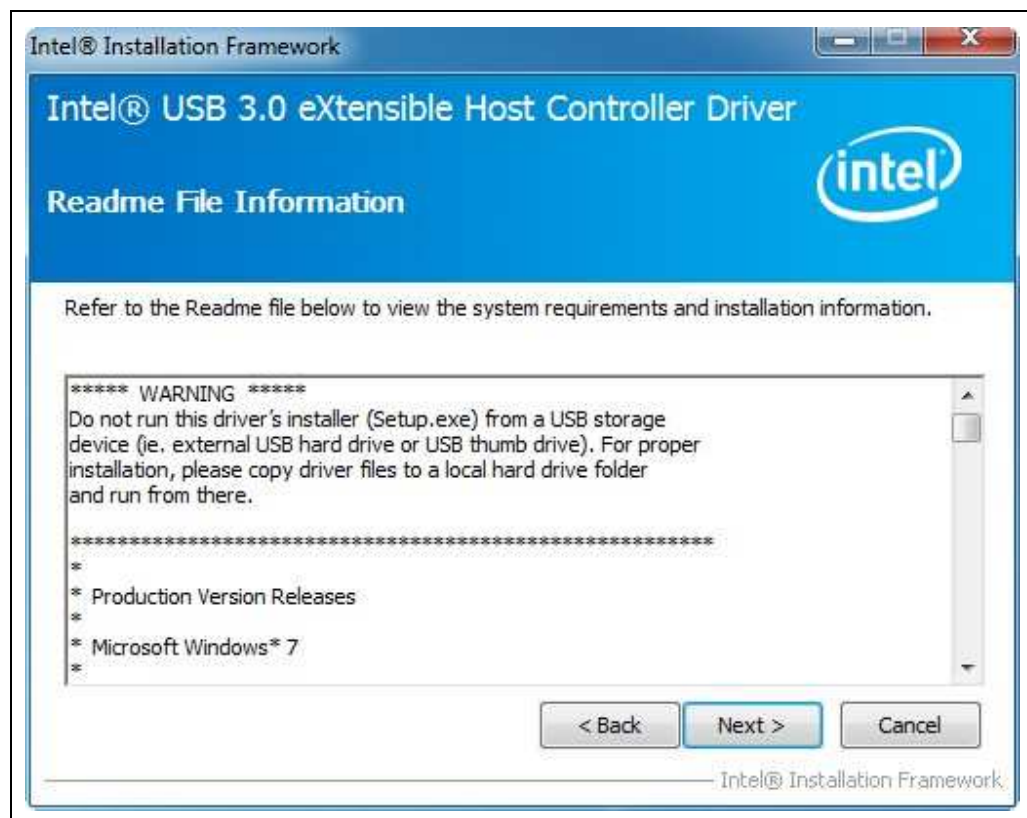 Intel® Installation Framework
Intel® USB 3.0 eXtensible Host Controller Driver
intel
Readme File Information
Refer to the Readme file below to view the system requirements and installation information.
***** WARNING *****
Do not run this driver's installer (Setup.exe) from a USB storage
device (ie. external USB hard drive or USB thumb drive). For proper
installation, please copy driver files to a local hard drive folder
and run from there.
********************************************************
*
* Production Version Releases
*
* Microsoft Windows* 7
*
< Back Next > Cancel
Intel® Installation Framework